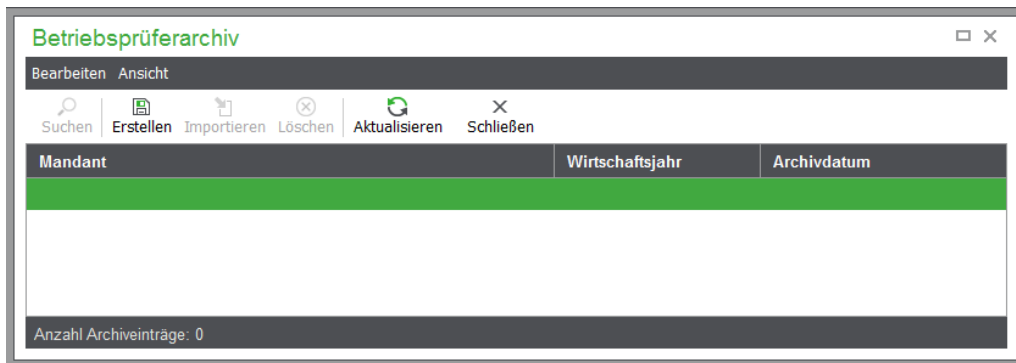 Betriebsprüferarchiv
Bearbeiten Ansicht
Suchen Erstellen Importieren Löschen Aktualisieren Schließen
Mandant Wirtschaftsjahr Archivdatum
Anzahl Archiveinträge: 0